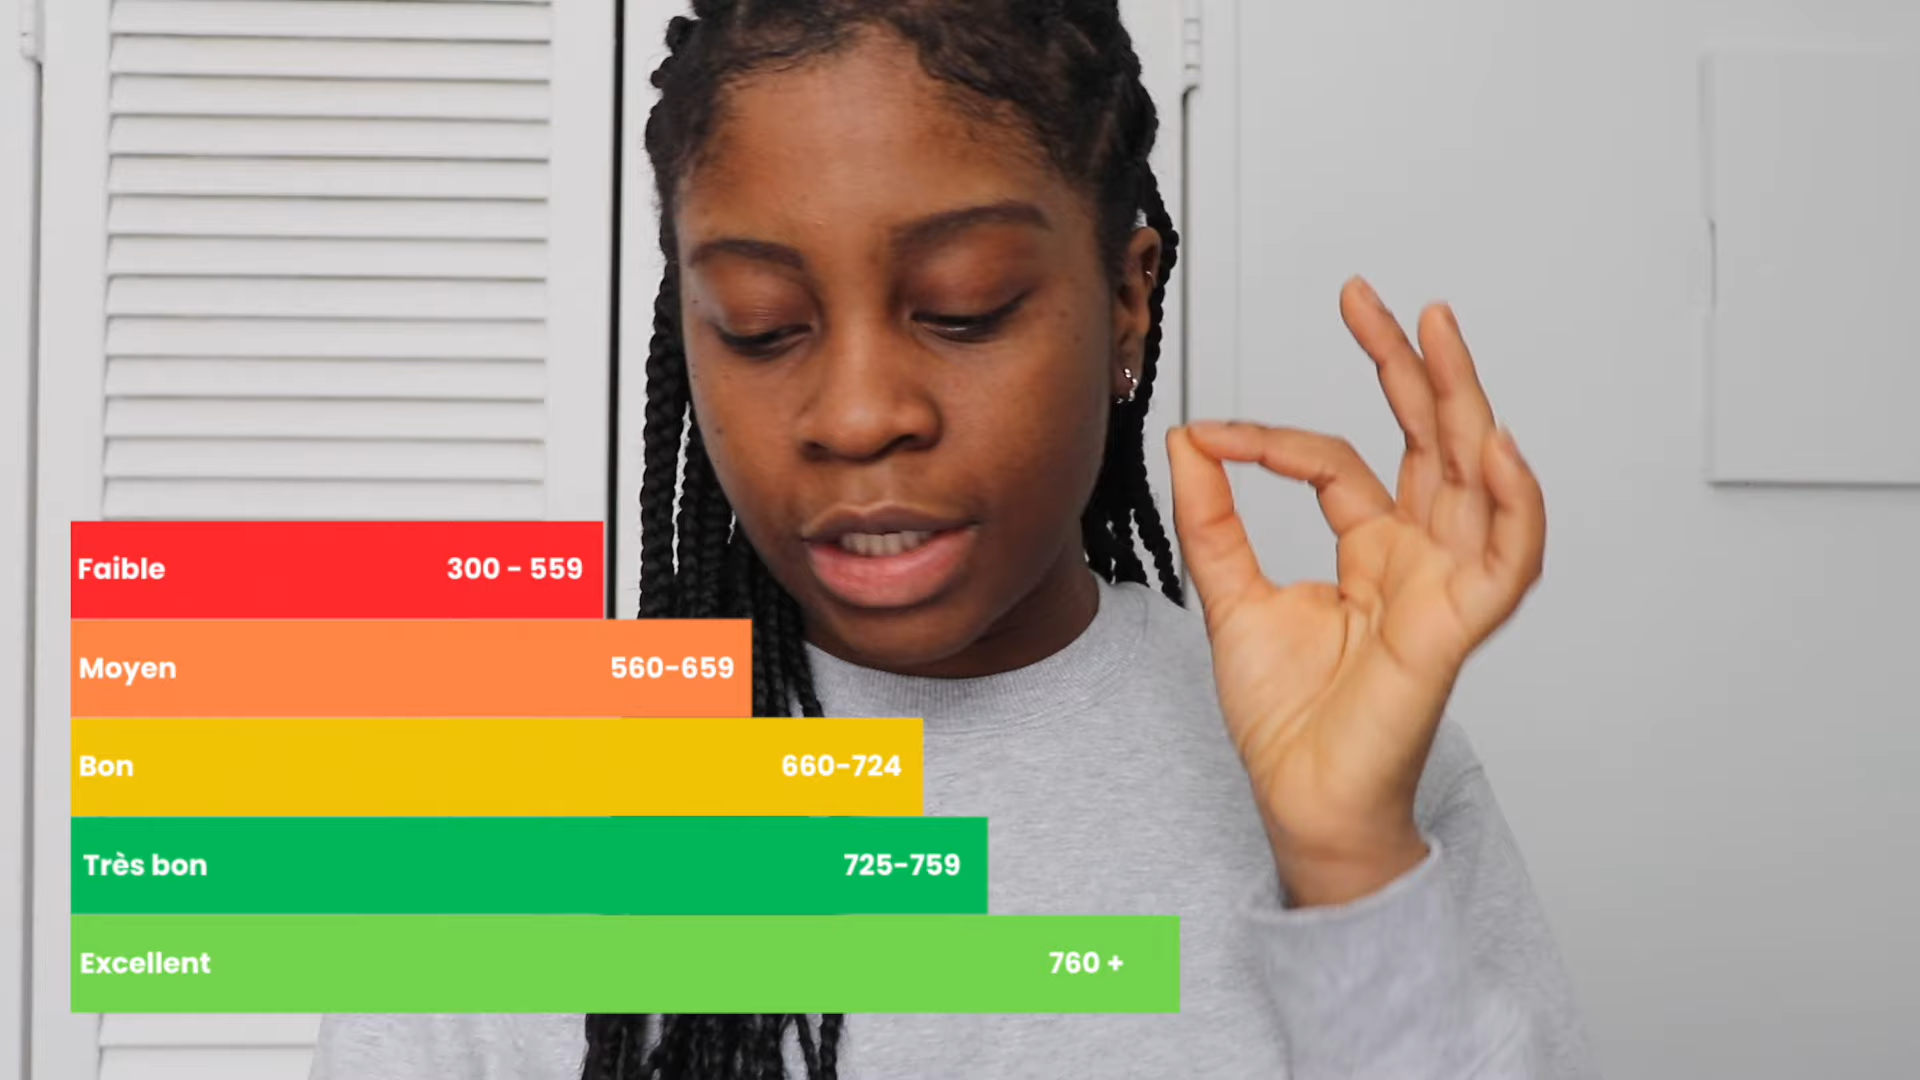 Faible 300 - 559
Moyen 560-659
Bon 660-724
Très bon 725-759
Excellent 760 +